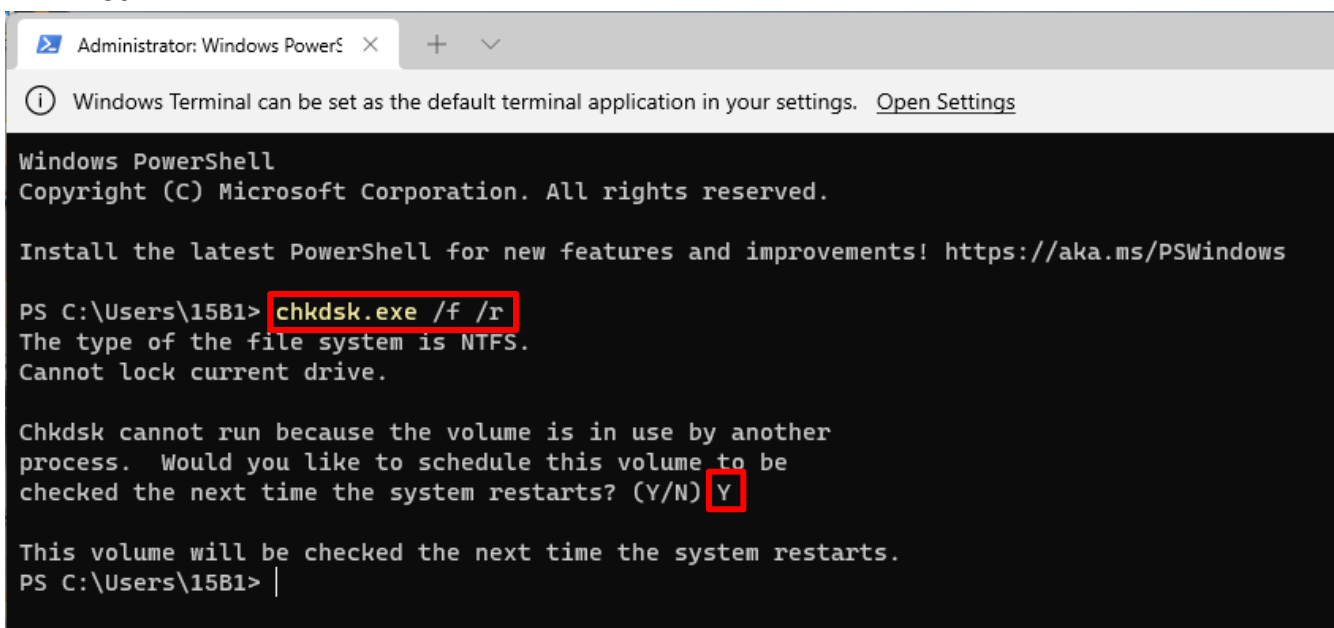 Administrator: Windows PowerS
Windows Terminal can be set as the default terminal application in your settings. Open Settings
Windows PowerShell
Copyright (C) Microsoft Corporation. All rights reserved.
Install the latest PowerShell for new features and improvements! https://aka.ms/PSWindows
PS C:\Users\15B1> chkdsk.exe /f /r
The type of the file system is NTFS.
Cannot lock current drive.
Chkdsk cannot run because the volume is in use by another
process.  Would you like to schedule this volume to be
checked the next time the system restarts? (Y/N) Y
This volume will be checked the next time the system restarts.
PS C:\Users\15B1>